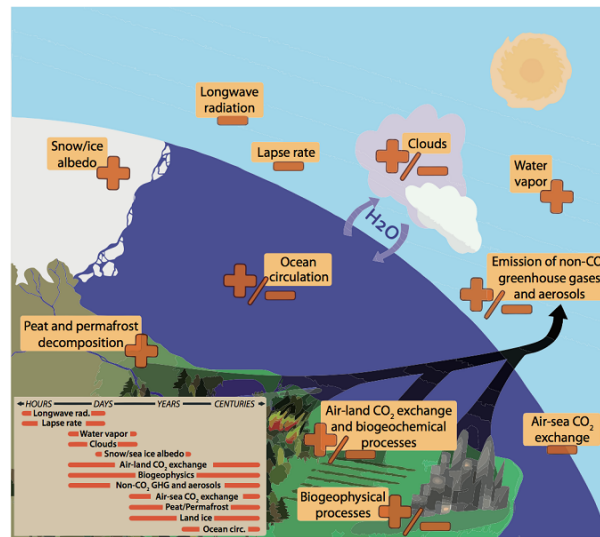 Longwave
radiation
Snow/ice
albedo
Lapse rate
Clouds
Water
vapor
H2O
Ocean
circulation
Emission of non-CO
greenhouse gases
and aerosols
Peat and permafrost
decomposition
Air-land CO₂ exchange
and biogeochemical
processes
Air-sea CO₂
exchange
Biogeophysical
processes
HOURS DAYS YEARS CENTURIES
Longwave rad.
Lapse rate
Water vapor
Clouds
Snow/sea ice albedo
Air-land CO₂ exchange
Biogeophysics
Non-CO₂ GHG and aerosols
Air-sea CO₂ exchange
Peat/Permafrost
Land ice
Ocean circ.